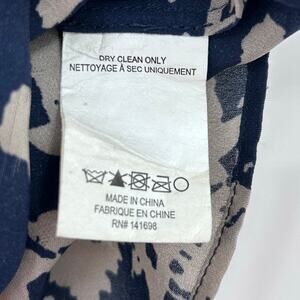 DRY CLEAN ONLY
NETTOYAGE À SEC UNIQUEMENT
MADE IN CHINA
FABRIQUE EN CHINE
RN# 141698